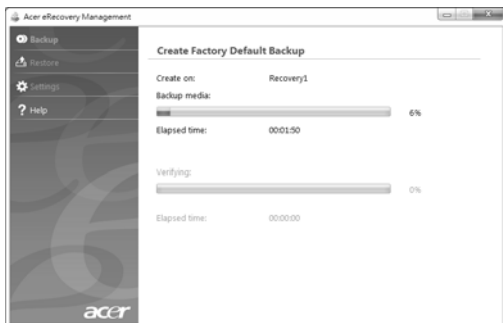 Acer eRecovery Management
Backup
Restore
Settings
? Help
Create Factory Default Backup
Create on: Recovery1
Backup media:
6%
Elapsed time: 00:01:50
Verifying:
0%
Elapsed time: 00:00:00
acer